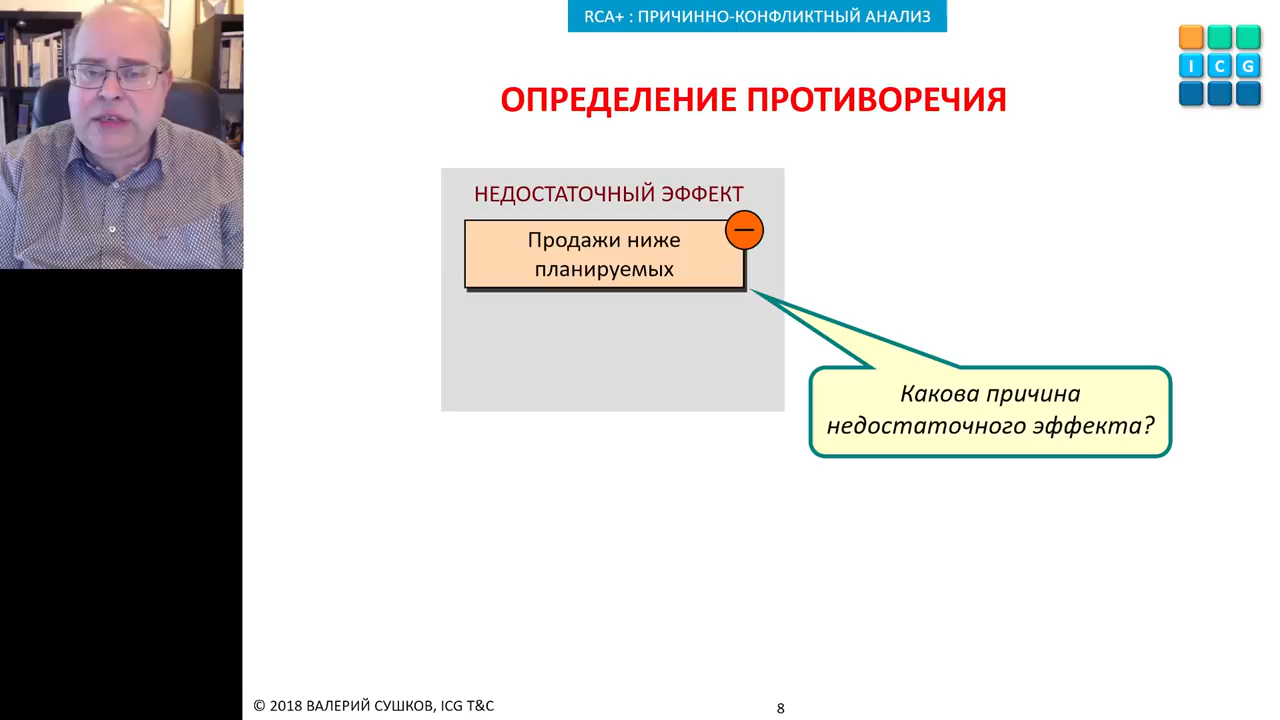 RCA+ : ПРИЧИННО-КОНФЛИКТНЫЙ АНАЛИЗ
I C G
ОПРЕДЕЛЕНИЕ ПРОТИВОРЕЧИЯ
НЕДОСТАТОЧНЫЙ ЭФФЕКТ
Продажи ниже
планируемых
Какова причина
недостаточного эффекта?
© 2018 ВАЛЕРИЙ СУШКОВ, ICG T&C
8